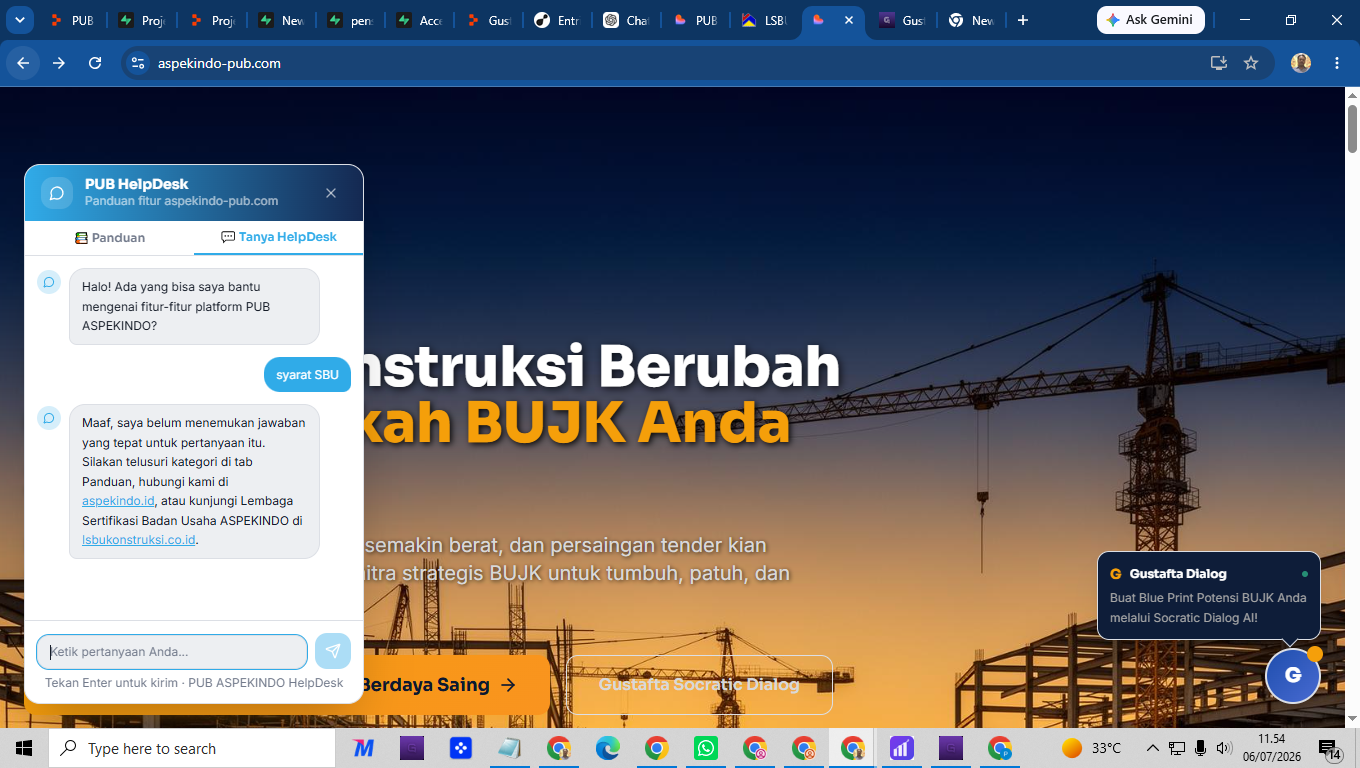 PUB
Proj
Proj
New
pen
Acce
Gust
Entr
Chat
PUB
LSBU
Gust
New
Ask Gemini
aspekindo-pub.com
PUB HelpDesk
Panduan fitur aspekindo-pub.com
Panduan
Tanya HelpDesk
Halo! Ada yang bisa saya bantu
mengenai fitur-fitur platform PUB
ASPEKINDO?
syarat SBU
Maaf, saya belum menemukan jawaban
yang tepat untuk pertanyaan itu.
Silakan telusuri kategori di tab
Panduan, hubungi kami di
aspekindo.id, atau kunjungi Lembaga
Sertifikasi Badan Usaha ASPEKINDO di
lsbukonstruksi.co.id.
Ketik pertanyaan Anda...
Tekan Enter untuk kirim · PUB ASPEKINDO HelpDesk
nstruksi Berubah
kah BUJK Anda
semakin berat, dan persaingan tender kian
itra strategis BUJK untuk tumbuh, patuh, dan
Berdaya Saing →
Gustafta Socratic Dialog
G Gustafta Dialog
Buat Blue Print Potensi BUJK Anda
melalui Socratic Dialog AI!
G
Type here to search
33°C
11.54
06/07/2026
14